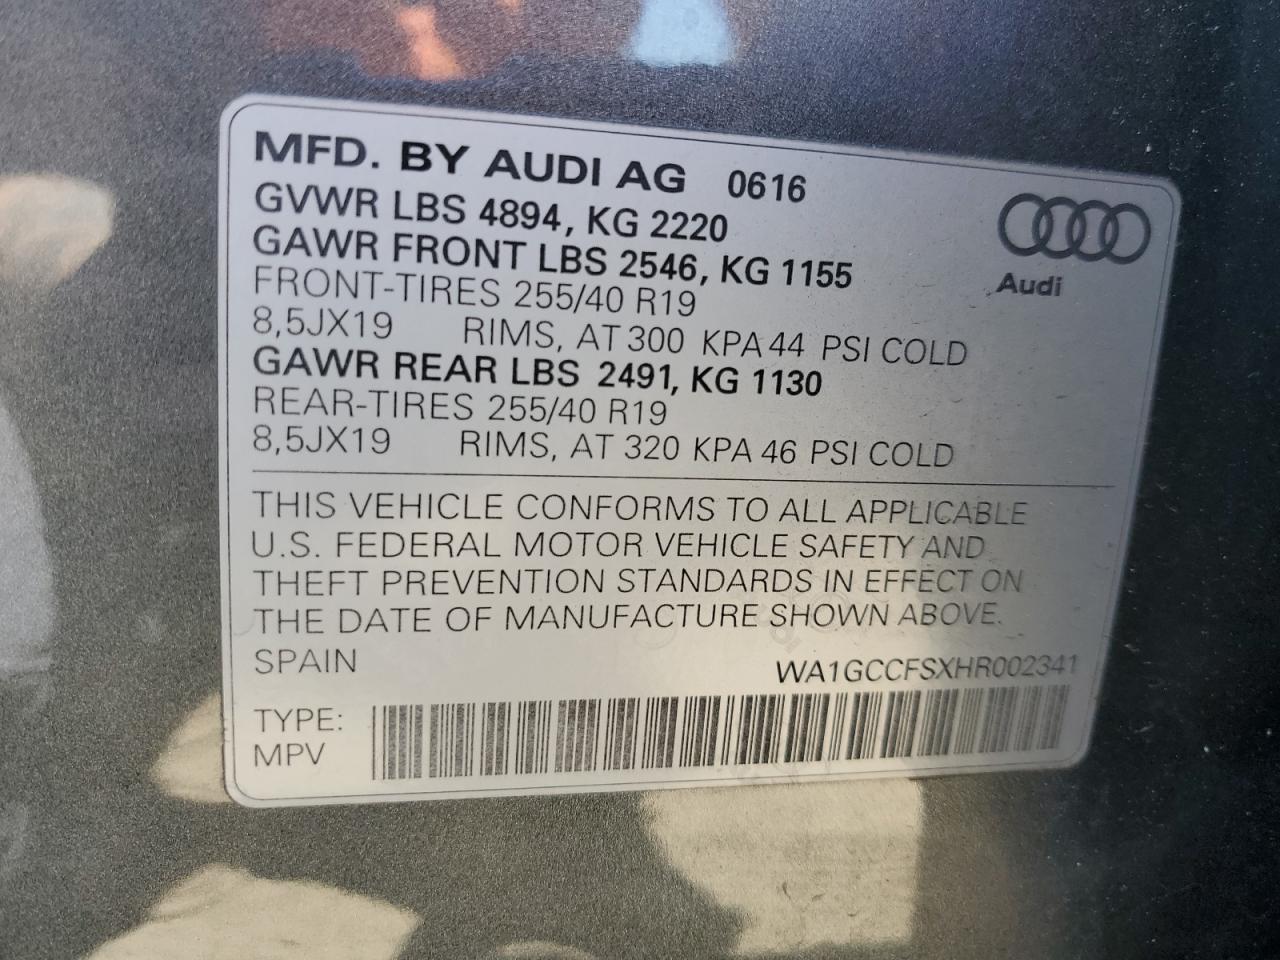 MFD. BY AUDI AG 0616
GVWR LBS 4894, KG 2220
GAWR FRONT LBS 2546, KG 1155
FRONT-TIRES 255/40 R19
8,5JX19 RIMS, AT 300 KPA 44 PSI COLD
GAWR REAR LBS 2491, KG 1130
REAR-TIRES 255/40 R19
8,5JX19 RIMS, AT 320 KPA 46 PSI COLD
Audi
THIS VEHICLE CONFORMS TO ALL APPLICABLE
U.S. FEDERAL MOTOR VEHICLE SAFETY AND
THEFT PREVENTION STANDARDS IN EFFECT ON
THE DATE OF MANUFACTURE SHOWN ABOVE.
SPAIN WA1GCCFSXHR002341
TYPE:
MPV